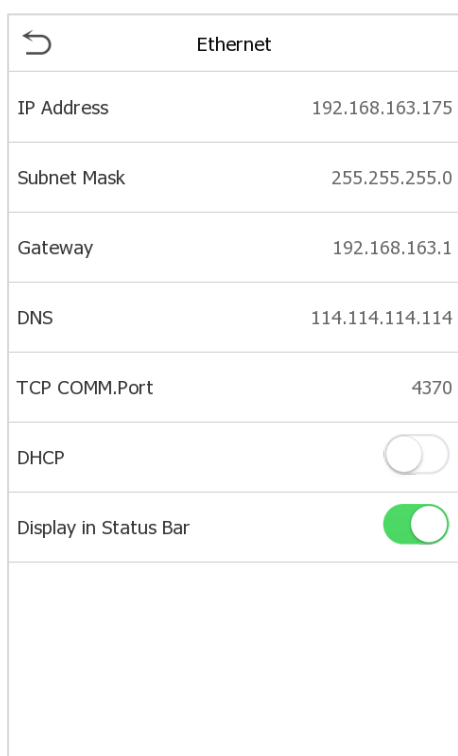 Ethernet
IP Address 192.168.163.175
Subnet Mask 255.255.255.0
Gateway 192.168.163.1
DNS 114.114.114.114
TCP COMM.Port 4370
DHCP
Display in Status Bar